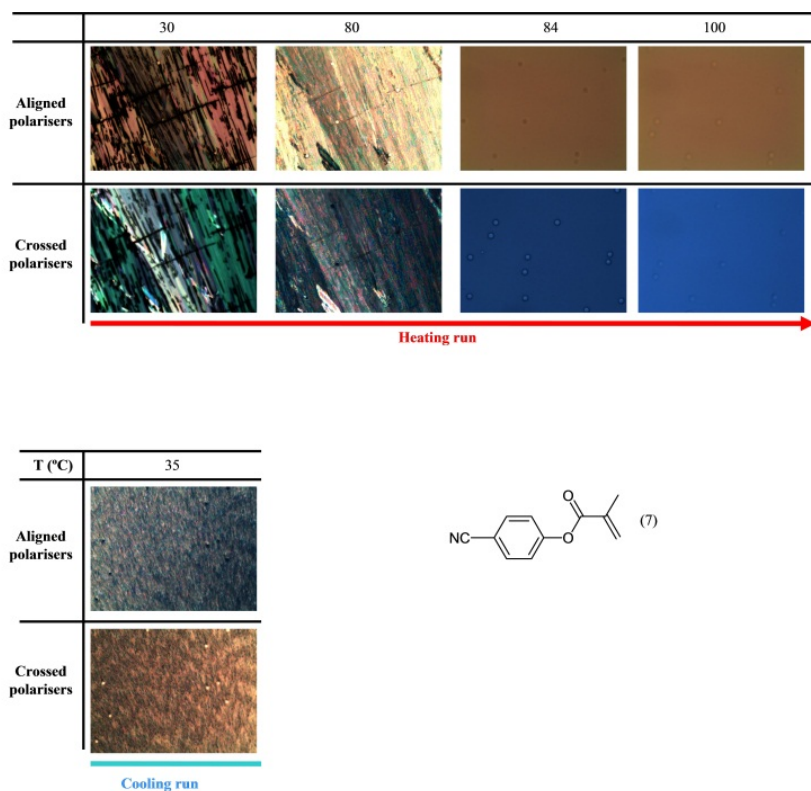 30 80 84 100
Aligned
polarisers
Crossed
polarisers
Heating run
T (ºC) 35
Aligned
polarisers
Crossed
polarisers
Cooling run
O
NC
O
(7)